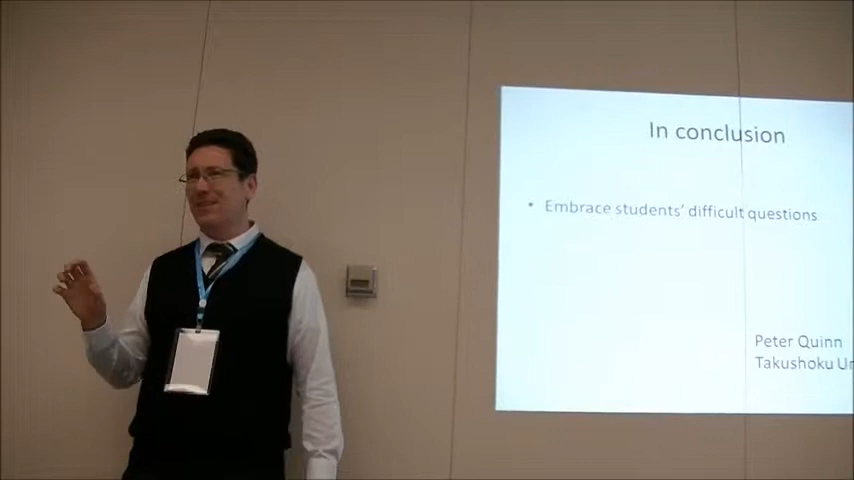 In conclusion
• Embrace students' difficult questions
Peter Quinn
Takushoku